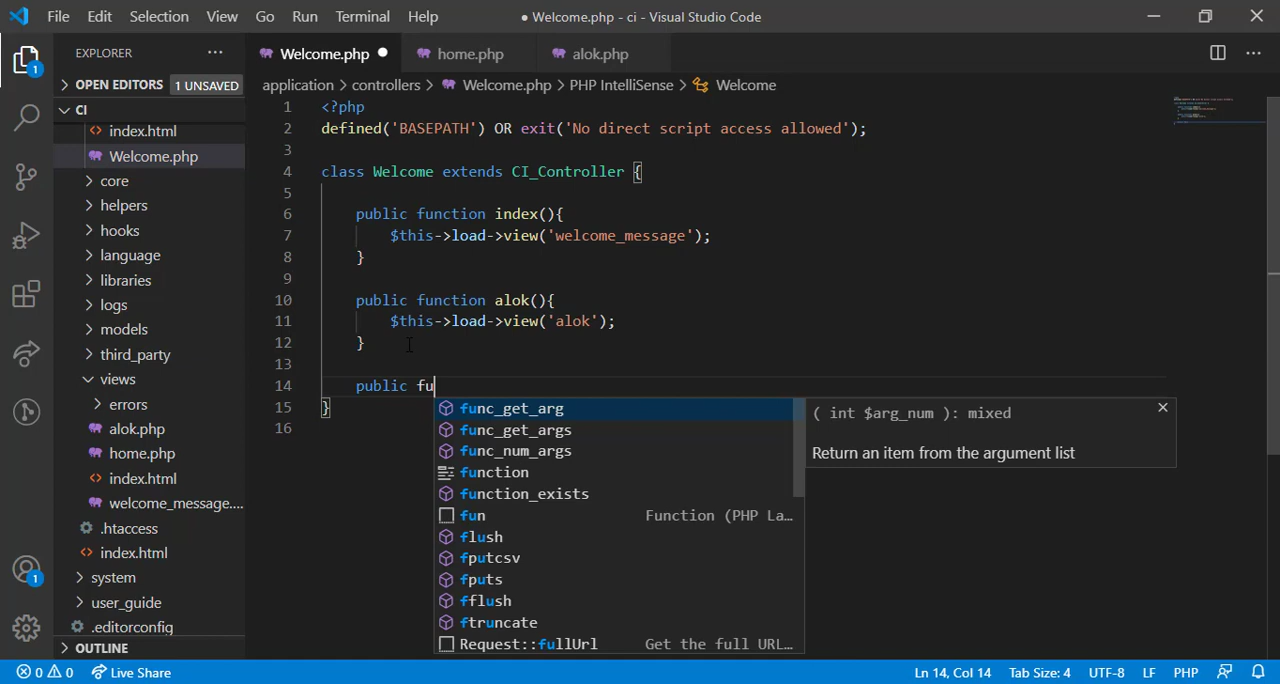 File Edit Selection View Go Run Terminal Help ● Welcome.php - ci - Visual Studio Code
EXPLORER ···
OPEN EDITORS 1 UNSAVED
CI
index.html
Welcome.php
core
helpers
hooks
language
libraries
logs
models
third_party
views
errors
alok.php
home.php
index.html
welcome_message....
.htaccess
index.html
system
user_guide
.editorconfig
OUTLINE
1
1
Welcome.php ● home.php alok.php
application > controllers > Welcome.php > PHP IntelliSense > Welcome
1 <?php
2 defined('BASEPATH') OR exit('No direct script access allowed');
3
4 class Welcome extends CI_Controller {
5
6 public function index(){
7 $this->load->view('welcome_message');
8 }
9
10 public function alok(){
11 $this->load->view('alok');
12 }
13
14 public fu
15 }
16
func_get_arg
func_get_args
func_num_args
function
function_exists
fun Function (PHP La…
flush
fputcsv
fputs
fflush
ftruncate
Request::fullUrl Get the full URL…
( int $arg_num ): mixed
Return an item from the argument list
0 0 Live Share Ln 14, Col 14 Tab Size: 4 UTF-8 LF PHP